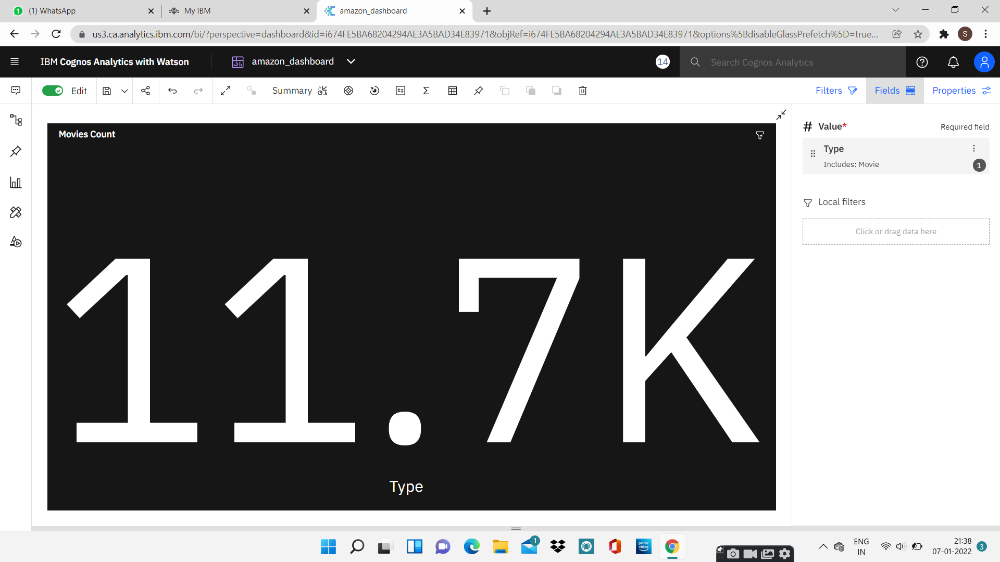 (1) WhatsApp
My IBM
amazon_dashboard
us3.ca.analytics.ibm.com/bi/?perspective=dashboard&id=i674FE5BA68204294AE3A5BAD34E83971&objRef=i674FE5BA68204294AE3A5BAD34E83971&options%5BdisableGlassPrefetch%5D=true...
S
IBM Cognos Analytics with Watson
amazon_dashboard
14
Search Cognos Analytics
Edit
Summary
Filters
Fields
Properties
Movies Count
11.7K
Type
# Value*
Required field
Type
Includes: Movie
1
Local filters
Click or drag data here
1
prime video
ENG
IN
21:38
07-01-2022
3